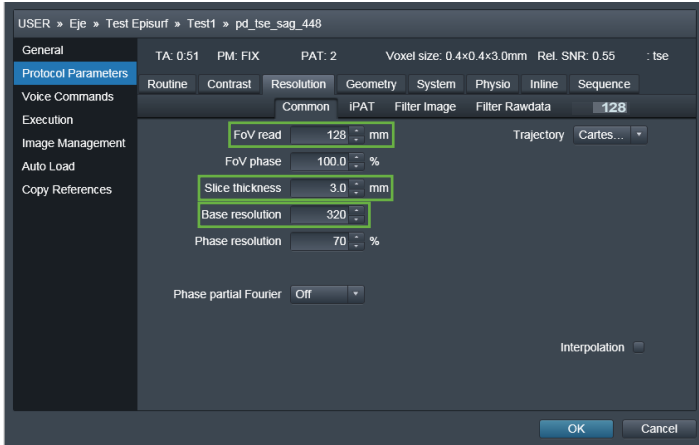 USER » Eje » Test Episurf » Test1 » pd_tse_sag_448
General
Protocol Parameters
Voice Commands
Execution
Image Management
Auto Load
Copy References
TA: 0:51 PM: FIX PAT: 2 Voxel size: 0.4×0.4×3.0mm Rel. SNR: 0.55 : tse
Routine Contrast Resolution Geometry System Physio Inline Sequence
Common iPAT Filter Image Filter Rawdata 128
FoV read 128 mm Trajectory Cartes...
FoV phase 100.0 %
Slice thickness 3.0 mm
Base resolution 320
Phase resolution 70 %
Phase partial Fourier Off
Interpolation
OK Cancel